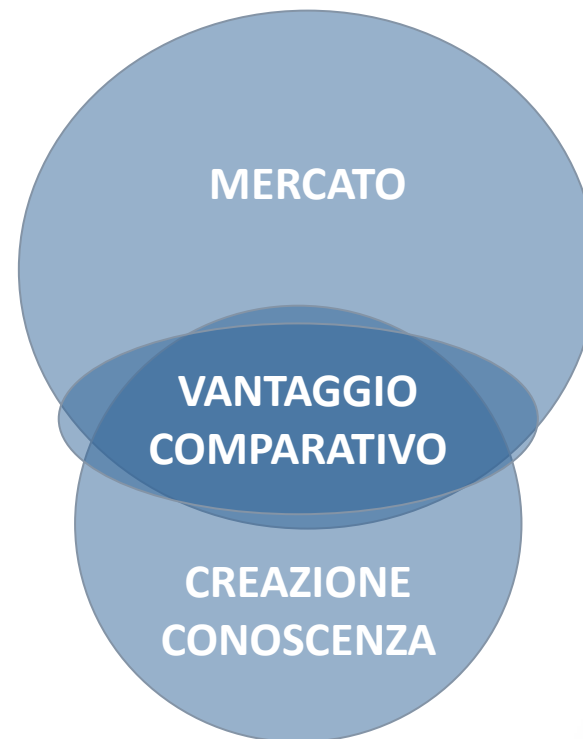 MERCATO
VANTAGGIO
COMPARATIVO
CREAZIONE
CONOSCENZA